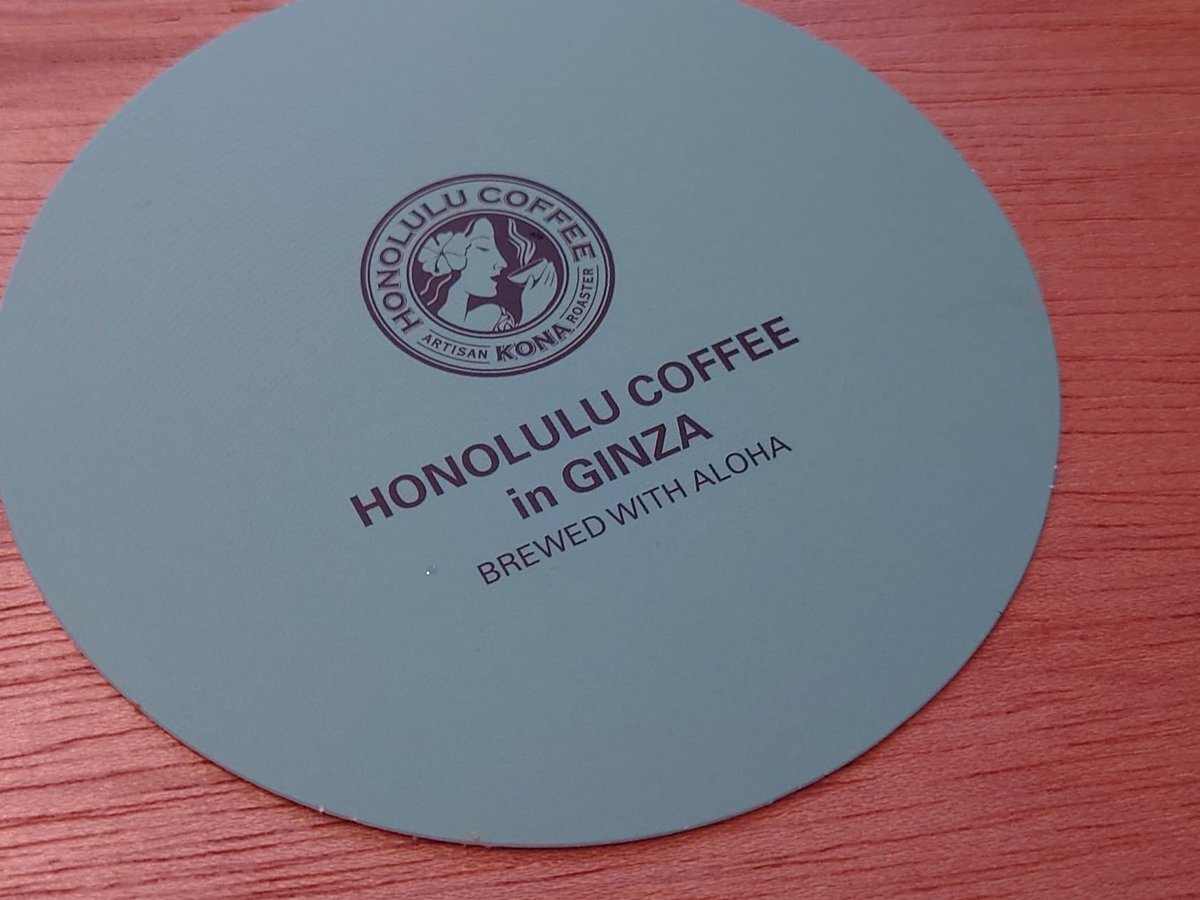 HONOLULU COFFEE
ARTISAN KONA ROASTER
HONOLULU COFFEE
in GINZA
BREWED WITH ALOHA